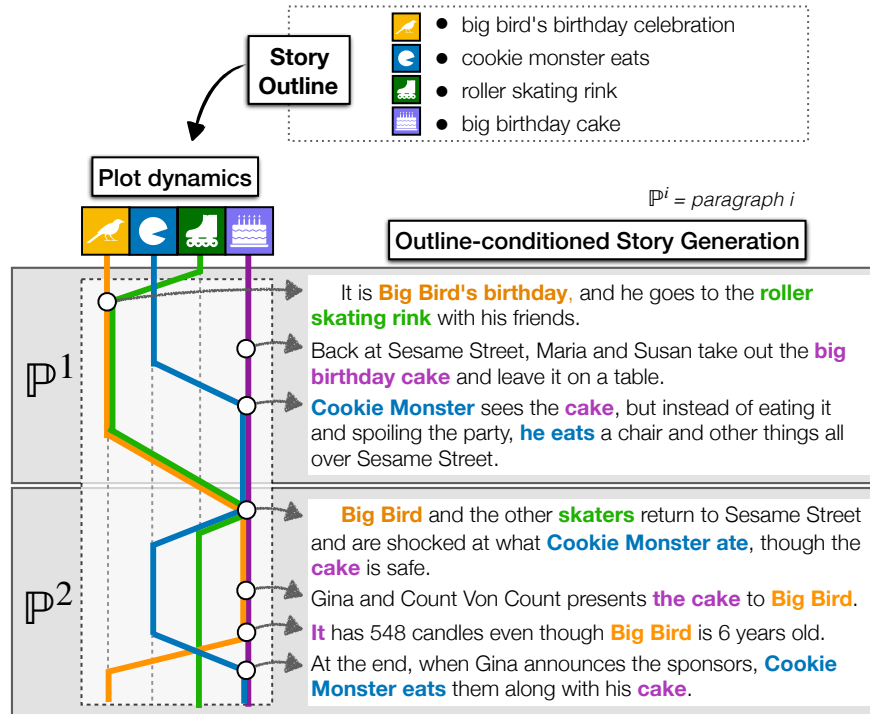 ● big bird's birthday celebration
● cookie monster eats
● roller skating rink
● big birthday cake
Story
Outline
Plot dynamics
ℙⁱ = paragraph i
Outline-conditioned Story Generation
ℙ¹
It is Big Bird's birthday, and he goes to the roller
skating rink with his friends.
Back at Sesame Street, Maria and Susan take out the big
birthday cake and leave it on a table.
Cookie Monster sees the cake, but instead of eating it
and spoiling the party, he eats a chair and other things all
over Sesame Street.
ℙ²
Big Bird and the other skaters return to Sesame Street
and are shocked at what Cookie Monster ate, though the
cake is safe.
Gina and Count Von Count presents the cake to Big Bird.
It has 548 candles even though Big Bird is 6 years old.
At the end, when Gina announces the sponsors, Cookie
Monster eats them along with his cake.